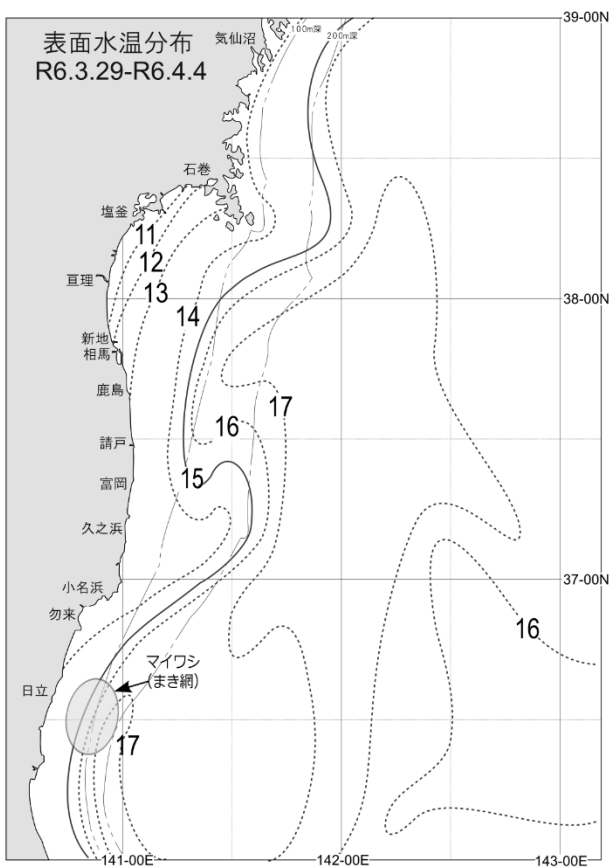 表面水温分布
R6.3.29-R6.4.4
気仙沼
100m深
200m深
39-00N
石巻
塩釜
11
12
13
14
亘理
38-00N
新地
相馬
鹿島
17
16
請戸
15
富岡
久之浜
小名浜
37-00N
勿来
16
マイワシ
(まき網)
日立
17
141-00E
142-00E
143-00E